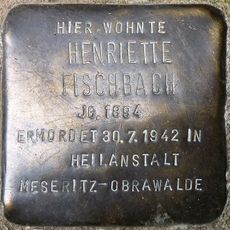 HIER WOHNTE
HENRIETTE
FISCHBACH
JG. 1894
ERMORDET 30.7.1942 IN
HEILANSTALT
MESERITZ-OBRAWALDE